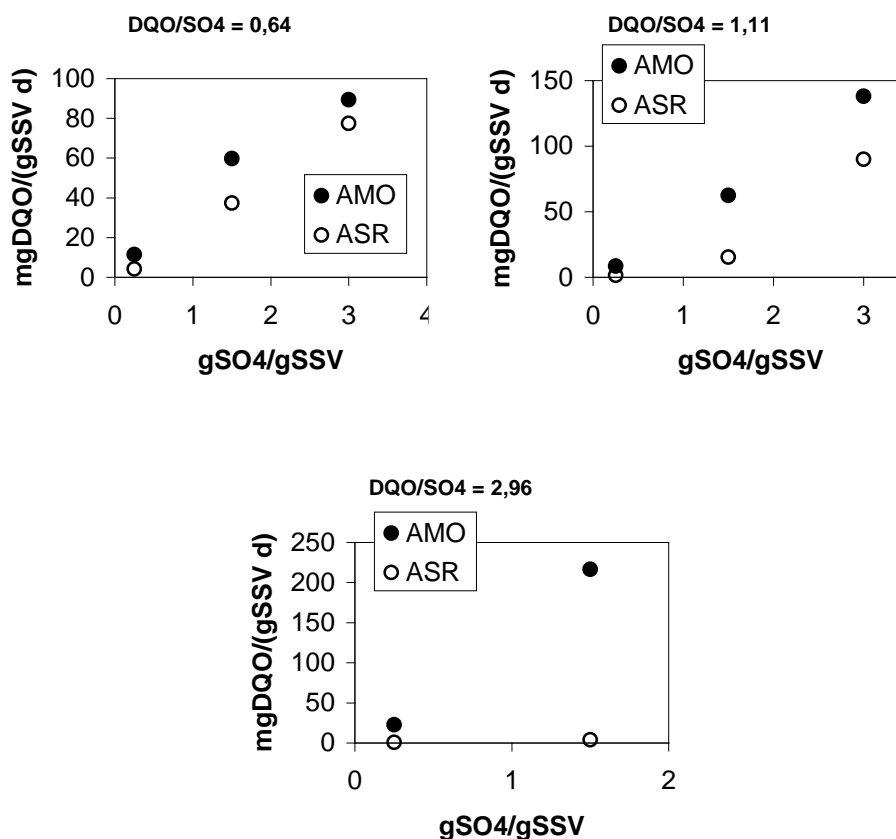 DQO/SO4 = 0,64
mgDQO/(gSSV d)
100
80
60
40
20
0
AMO
ASR
0 1 2 3 4
gSO4/gSSV
DQO/SO4 = 1,11
mgDQO/(gSSV d)
150
100
50
0
AMO
ASR
0 1 2 3
gSO4/gSSV
DQO/SO4 = 2,96
mgDQO/(gSSV d)
250
200
150
100
50
0
AMO
ASR
0 1 2
gSO4/gSSV